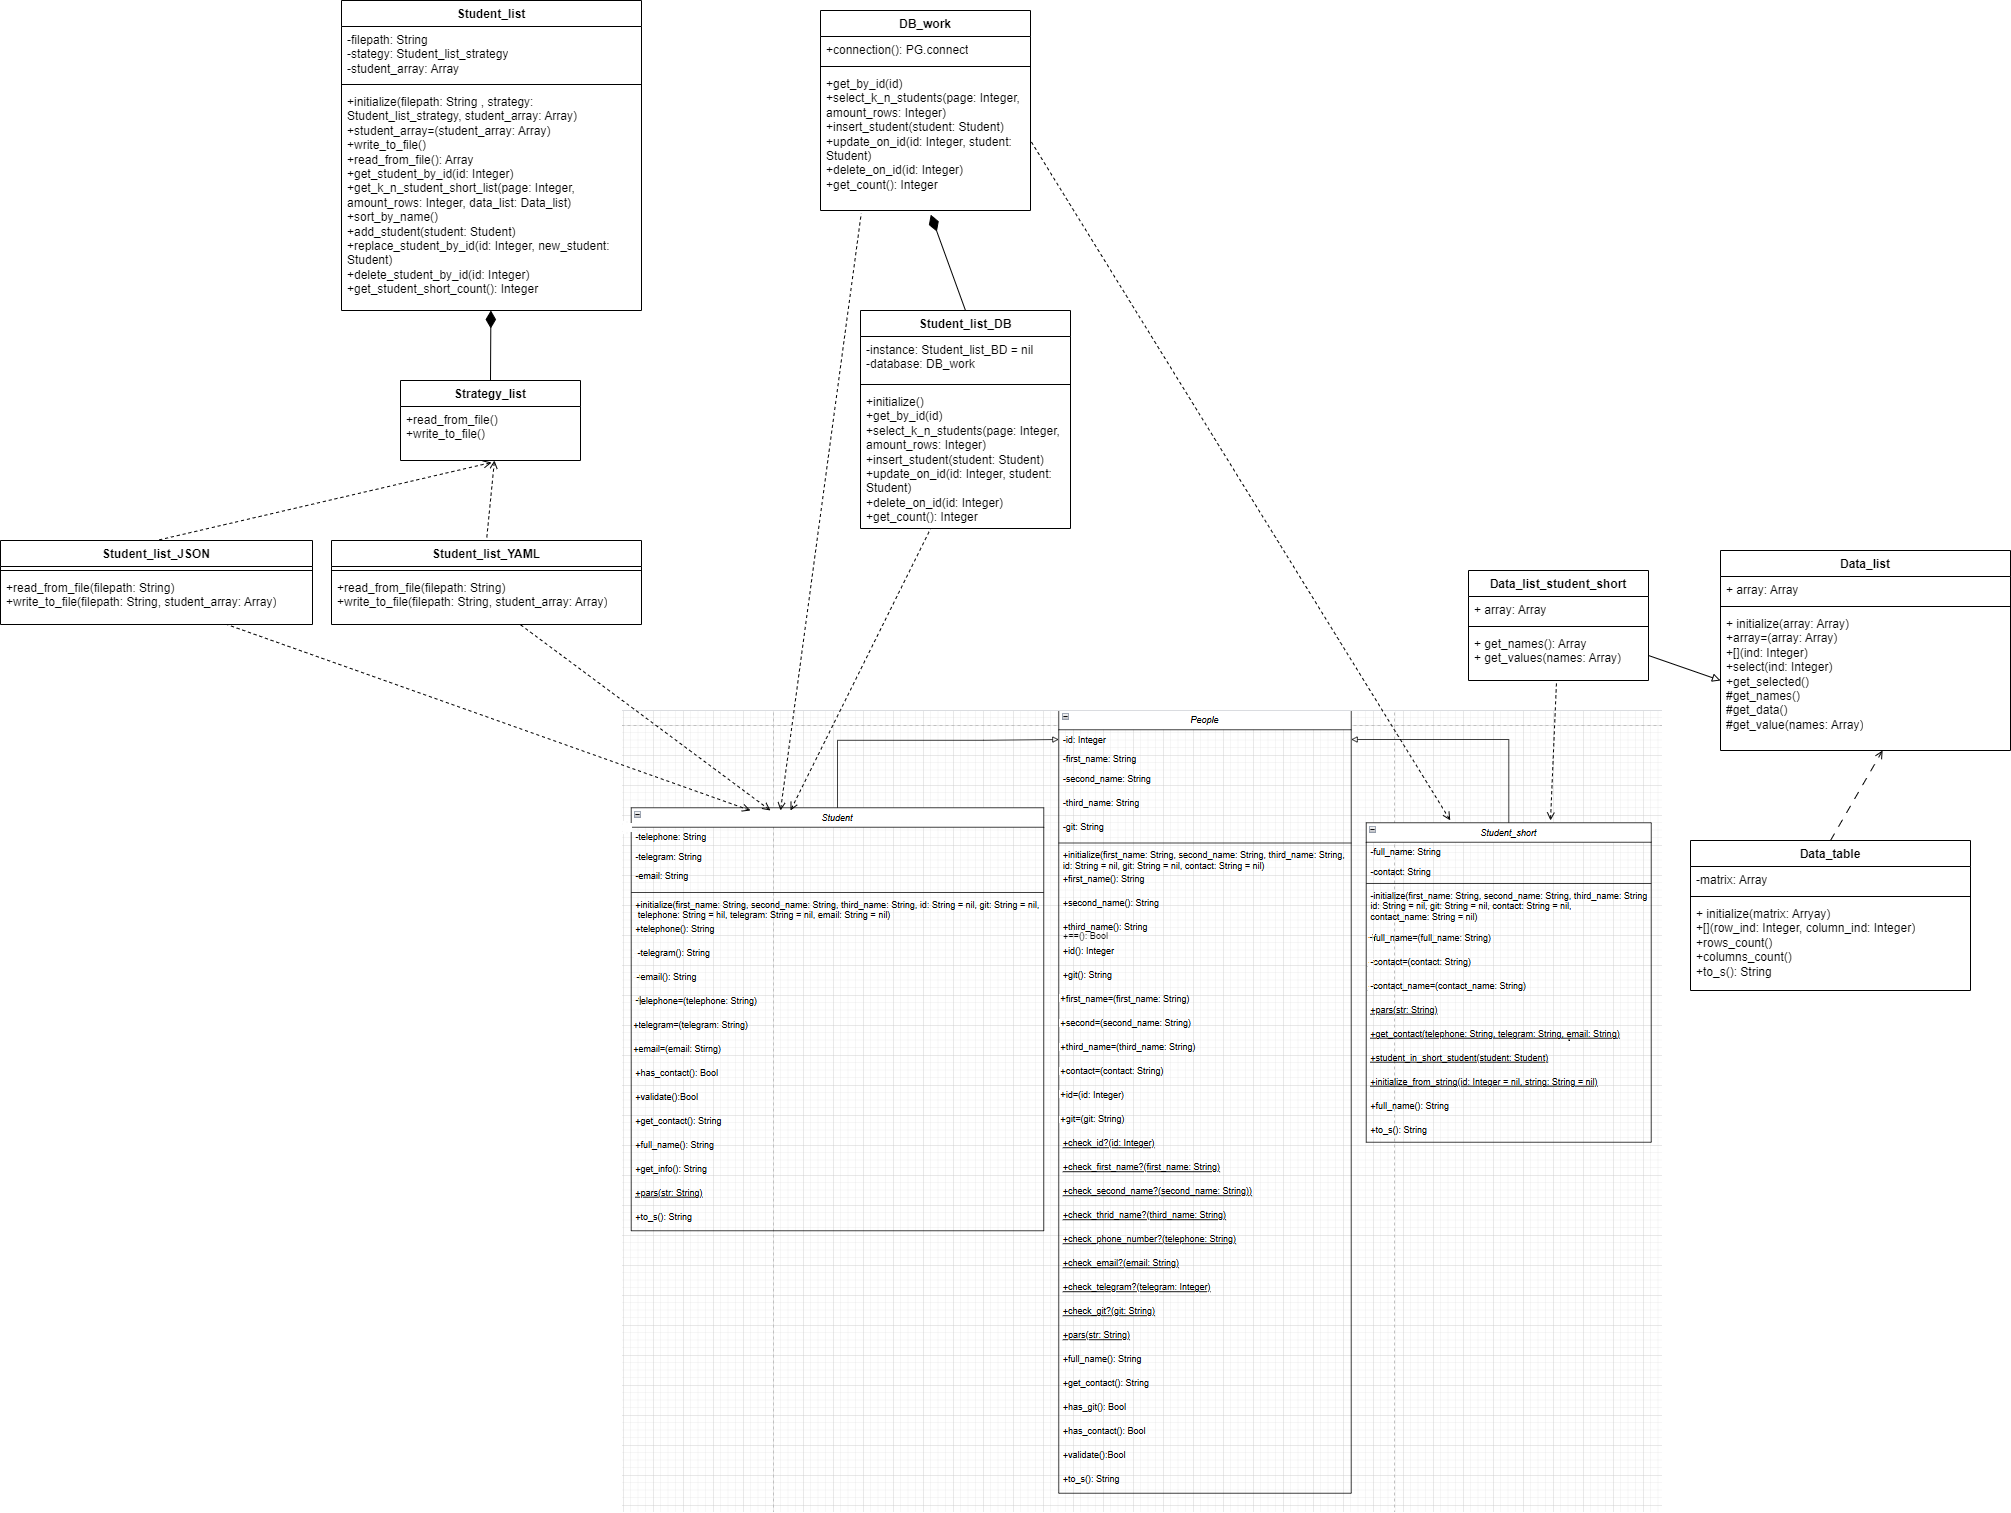 Student_list
-filepath: String
-stategy: Student_list_strategy
-student_array: Array
+initialize(filepath: String , strategy:
Student_list_strategy, student_array: Array)
+student_array=(student_array: Array)
+write_to_file()
+read_from_file(): Array
+get_student_by_id(id: Integer)
+get_k_n_student_short_list(page: Integer,
amount_rows: Integer, data_list: Data_list)
+sort_by_name()
+add_student(student: Student)
+replace_student_by_id(id: Integer, new_student:
Student)
+delete_student_by_id(id: Integer)
+get_student_short_count(): Integer
DB_work
+connection(): PG.connect
+get_by_id(id)
+select_k_n_students(page: Integer,
amount_rows: Integer)
+insert_student(student: Student)
+update_on_id(id: Integer, student:
Student)
+delete_on_id(id: Integer)
+get_count(): Integer
Strategy_list
+read_from_file()
+write_to_file()
Student_list_DB
-instance: Student_list_BD = nil
-database: DB_work
+initialize()
+get_by_id(id)
+select_k_n_students(page: Integer,
amount_rows: Integer)
+insert_student(student: Student)
+update_on_id(id: Integer, student:
Student)
+delete_on_id(id: Integer)
+get_count(): Integer
Student_list_JSON
+read_from_file(filepath: String)
+write_to_file(filepath: String, student_array: Array)
Student_list_YAML
+read_from_file(filepath: String)
+write_to_file(filepath: String, student_array: Array)
Data_list_student_short
+ array: Array
+ get_names(): Array
+ get_values(names: Array)
Data_list
+ array: Array
+ initialize(array: Array)
+array=(array: Array)
+[](ind: Integer)
+select(ind: Integer)
+get_selected()
#get_names()
#get_data()
#get_value(names: Array)
Data_table
-matrix: Array
+ initialize(matrix: Arryay)
+[](row_ind: Integer, column_ind: Integer)
+rows_count()
+columns_count()
+to_s(): String
Student
-telephone: String
-telegram: String
-email: String
+initialize(first_name: String, second_name: String, third_name: String, id: String = nil, git: String = nil,
telephone: String = nil, telegram: String = nil, email: String = nil)
+telephone(): String
-telegram(): String
-email(): String
-telephone=(telephone: String)
+telegram=(telegram: String)
+email=(email: Stirng)
+has_contact(): Bool
+validate():Bool
+get_contact(): String
+full_name(): String
+get_info(): String
+pars(str: String)
+to_s(): String
People
-id: Integer
-first_name: String
-second_name: String
-third_name: String
-git: String
+initialize(first_name: String, second_name: String, third_name: String,
id: String = nil, git: String = nil, contact: String = nil)
+first_name(): String
+second_name(): String
+third_name(): String
+==(): Bool
+id(): Integer
+git(): String
+first_name=(first_name: String)
+second=(second_name: String)
+third_name=(third_name: String)
+contact=(contact: String)
+id=(id: Integer)
+git=(git: String)
+check_id?(id: Integer)
+check_first_name?(first_name: String)
+check_second_name?(second_name: String))
+check_thrid_name?(third_name: String)
+check_phone_number?(telephone: String)
+check_email?(email: String)
+check_telegram?(telegram: Integer)
+check_git?(git: String)
+pars(str: String)
+full_name(): String
+get_contact(): String
+has_git(): Bool
+has_contact(): Bool
+validate():Bool
+to_s(): String
Student_short
-full_name: String
-contact: String
-initialize(first_name: String, second_name: String, third_name: String
id: String = nil, git: String = nil, contact: String = nil,
contact_name: String = nil)
-full_name=(full_name: String)
-contact=(contact: String)
-contact_name=(contact_name: String)
+pars(str: String)
+get_contact(telephone: String, telegram: String, email: String)
+student_in_short_student(student: Student)
+initialize_from_string(id: Integer = nil, string: String = nil)
+full_name(): String
+to_s(): String